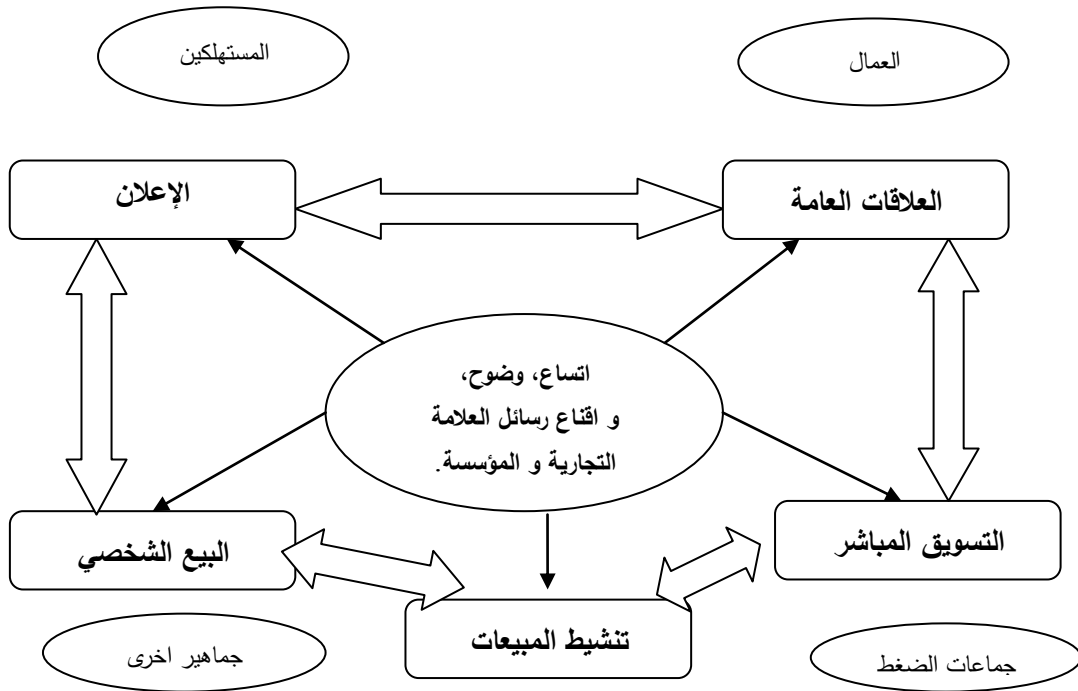 العمال
المستهلكين
العلاقات العامة
الإعلان
اتساع، وضوح،
و اقناع رسائل العلامة
التجارية و المؤسسة.
التسويق المباشر
البيع الشخصي
تنشيط المبيعات
جماعات الضغط
جماهير اخرى